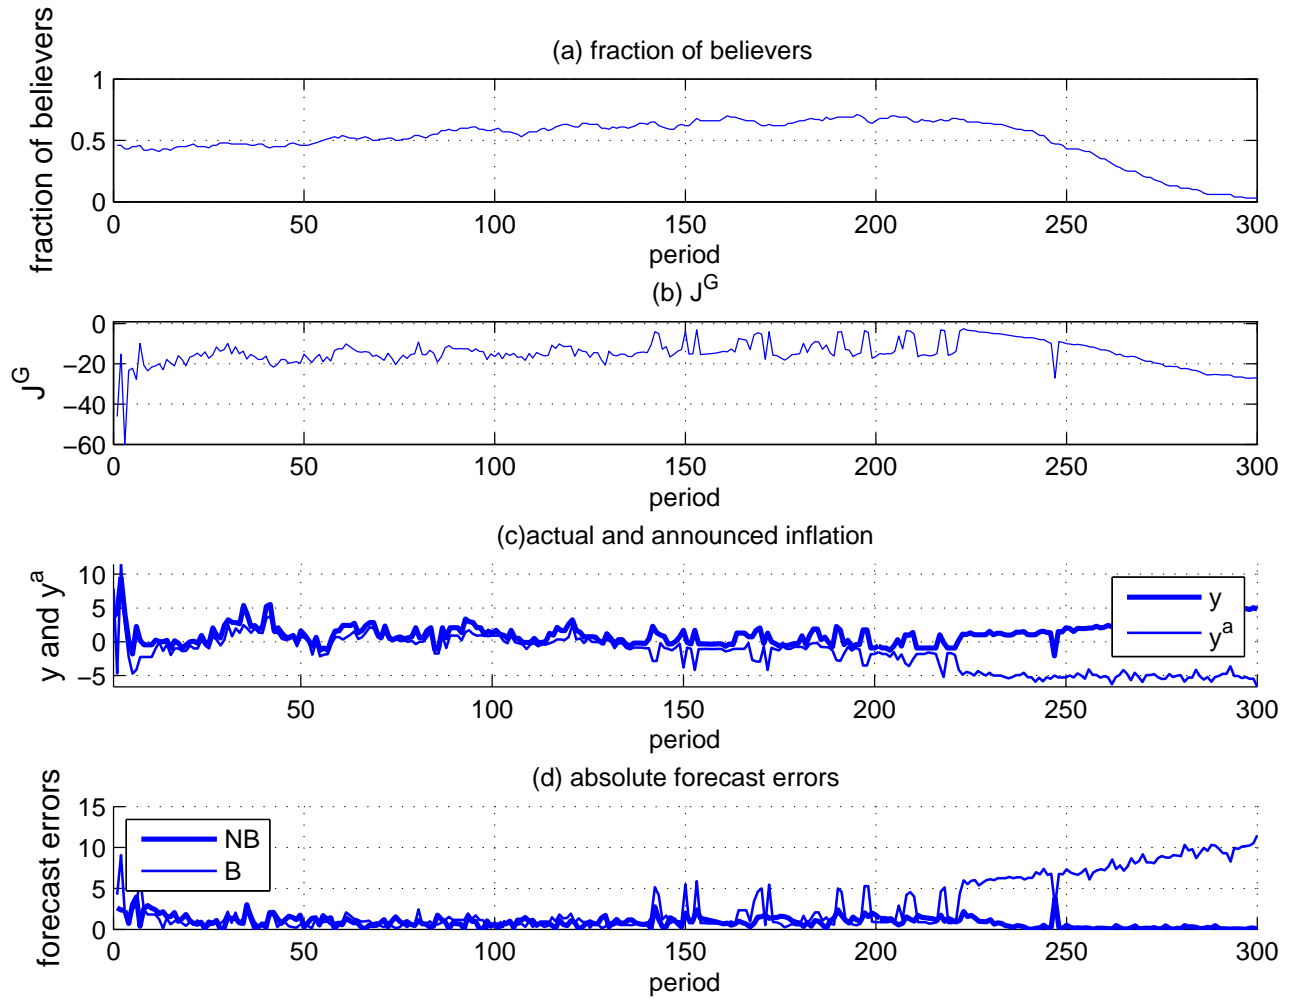 (a) fraction of believers
fraction of believers
1
0.5
0
0 50 100 150 200 250 300
period
(b) J^G
J^G
0
−20
−40
−60
0 50 100 150 200 250 300
period
(c)actual and announced inflation
y and y^a
10
5
0
−5
y
y^a
50 100 150 200 250 300
period
(d) absolute forecast errors
forecast errors
15
10
5
0
NB
B
0 50 100 150 200 250 300
period